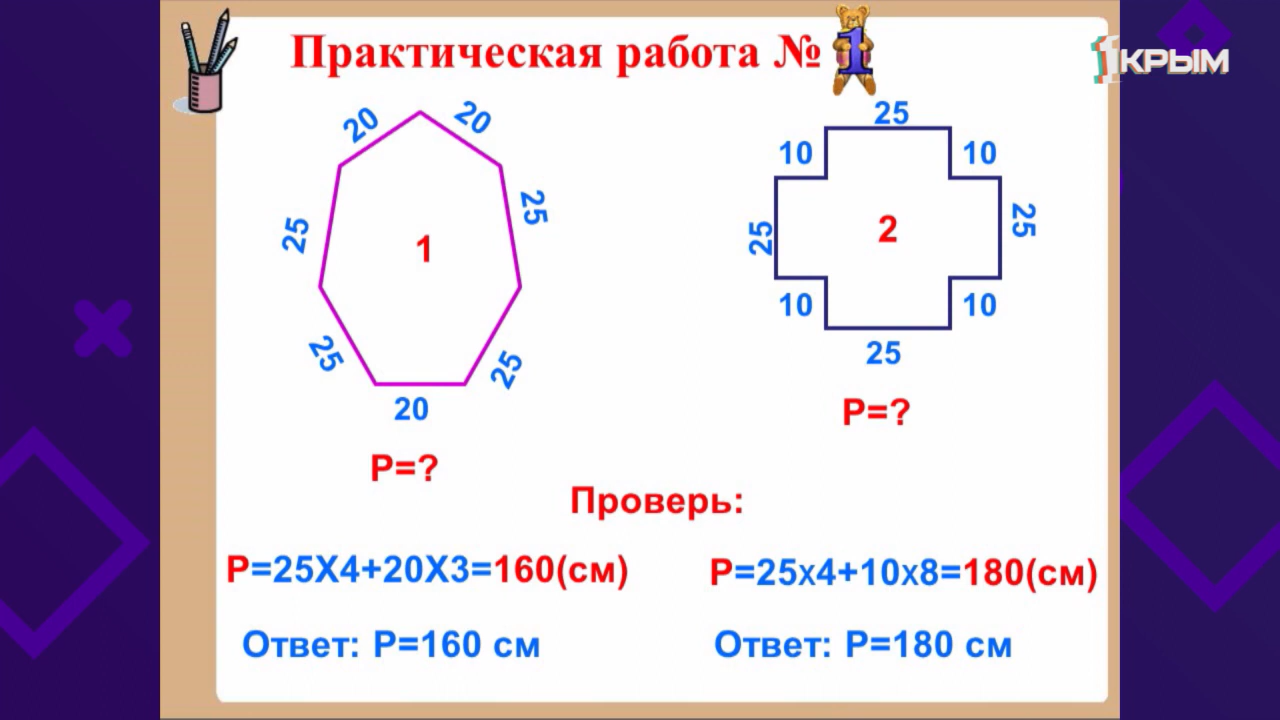 Практическая работа № 1
1КРЫМ
20 20
25 25
1
25 25
20
P=?
25
10 10
25 25
2
10 10
25
P=?
Проверь:
P=25X4+20X3=160(см)
P=25x4+10x8=180(см)
Ответ: P=160 см
Ответ: P=180 см